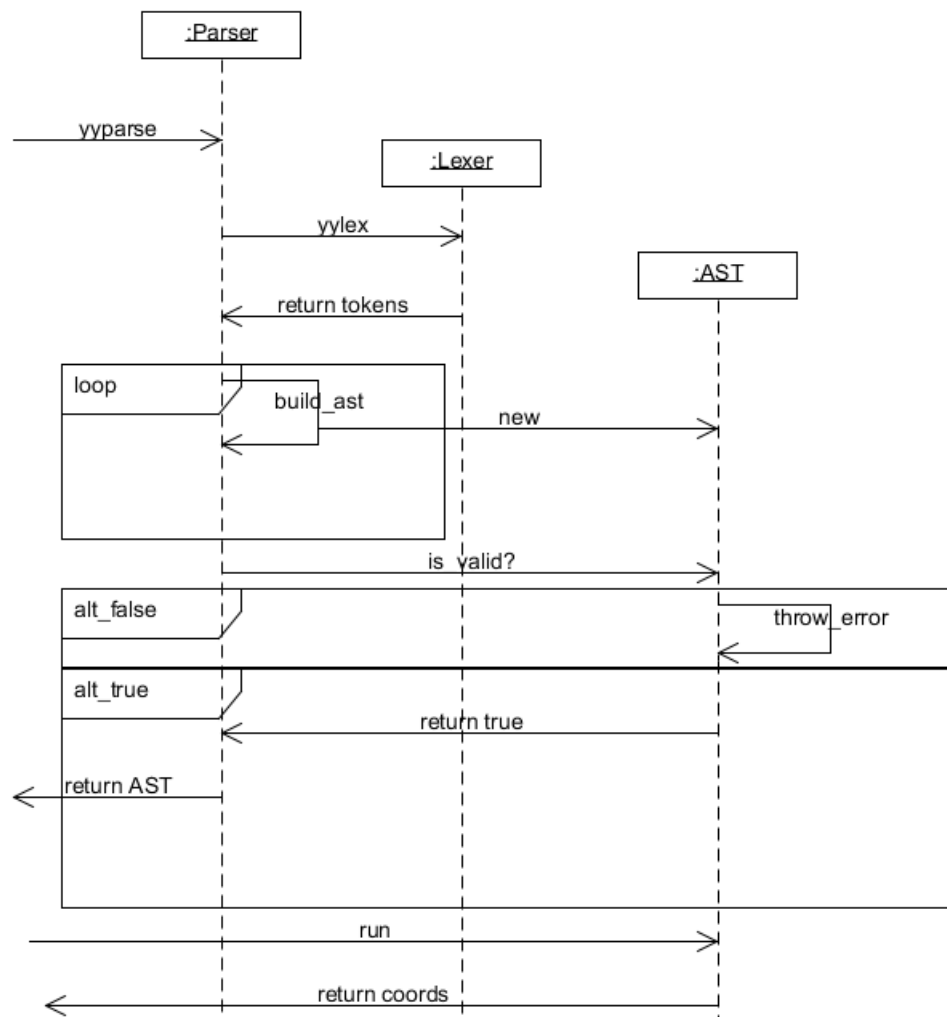 :Parser
yyparse
:Lexer
yylex
:AST
return tokens
loop
build_ast
new
is_valid?
alt_false
throw_error
alt_true
return true
return AST
run
return coords